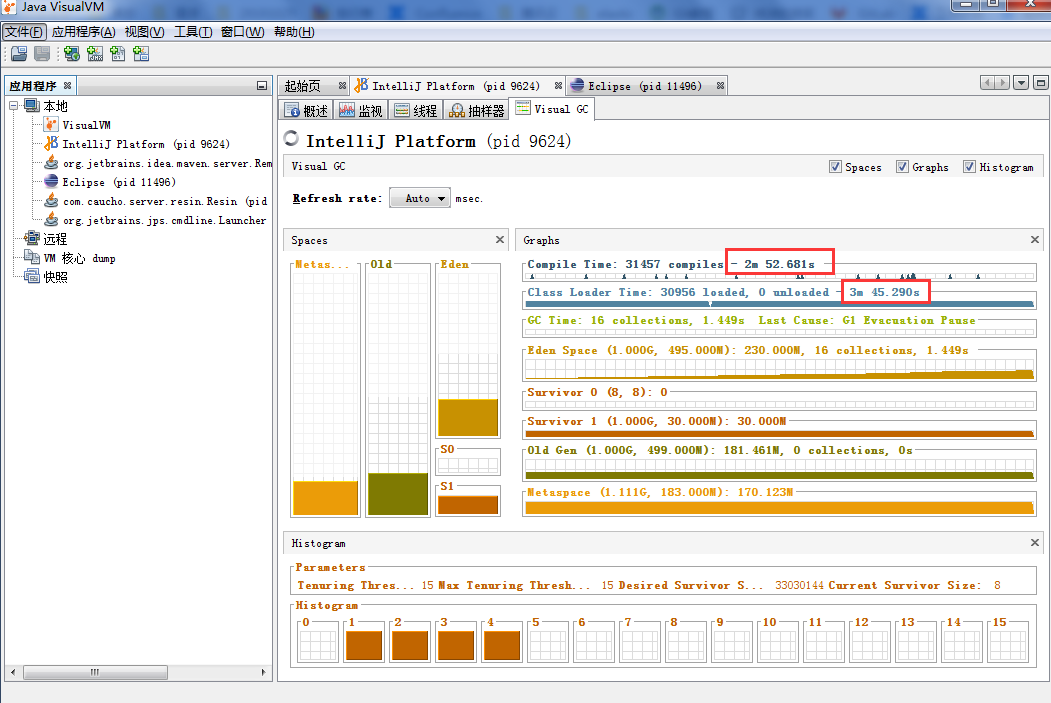 Java VisualVM
文件(F) 应用程序(A) 视图(V) 工具(T) 窗口(W) 帮助(H)
应用程序
本地
VisualVM
IntelliJ Platform (pid 9624)
org.jetbrains.idea.maven.server.Rem
Eclipse (pid 11496)
com.caucho.server.resin.Resin (pid
org.jetbrains.jps.cmdline.Launcher
远程
VM 核心 dump
快照
起始页 IntelliJ Platform (pid 9624) Eclipse (pid 11496)
概述 监视 线程 抽样器 Visual GC
IntelliJ Platform (pid 9624)
Visual GC Spaces Graphs Histogram
Refresh rate: Auto msec.
Spaces
Metas... Old Eden
S0
S1
Graphs
Compile Time: 31457 compiles - 2m 52.681s
Class Loader Time: 30956 loaded, 0 unloaded - 3m 45.290s
GC Time: 16 collections, 1.449s Last Cause: G1 Evacuation Pause
Eden Space (1.000G, 495.000M): 230.000M, 16 collections, 1.449s
Survivor 0 (8, 8): 0
Survivor 1 (1.000G, 30.000M): 30.000M
Old Gen (1.000G, 499.000M): 181.461M, 0 collections, 0s
Metaspace (1.111G, 183.000M): 170.123M
Histogram
Parameters
Tenuring Thres... 15 Max Tenuring Thresh... 15 Desired Survivor S... 33030144 Current Survivor Size: 8
Histogram
0 1 2 3 4 5 6 7 8 9 10 11 12 13 14 15